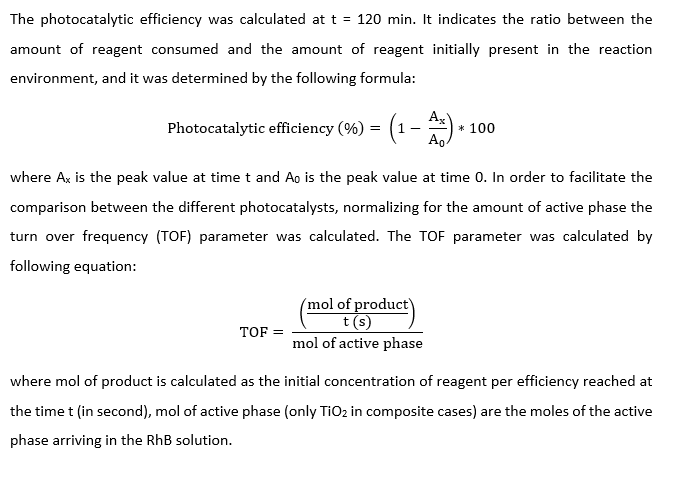 The photocatalytic efficiency was calculated at t = 120 min. It indicates the ratio between the
amount of reagent consumed and the amount of reagent initially present in the reaction
environment, and it was determined by the following formula:
Photocatalytic efficiency (%) = (1 − Aₓ/A₀) * 100
where Aₓ is the peak value at time t and A₀ is the peak value at time 0. In order to facilitate the
comparison between the different photocatalysts, normalizing for the amount of active phase the
turn over frequency (TOF) parameter was calculated. The TOF parameter was calculated by
following equation:
TOF = (mol of product / t (s)) / mol of active phase
where mol of product is calculated as the initial concentration of reagent per efficiency reached at
the time t (in second), mol of active phase (only TiO₂ in composite cases) are the moles of the active
phase arriving in the RhB solution.